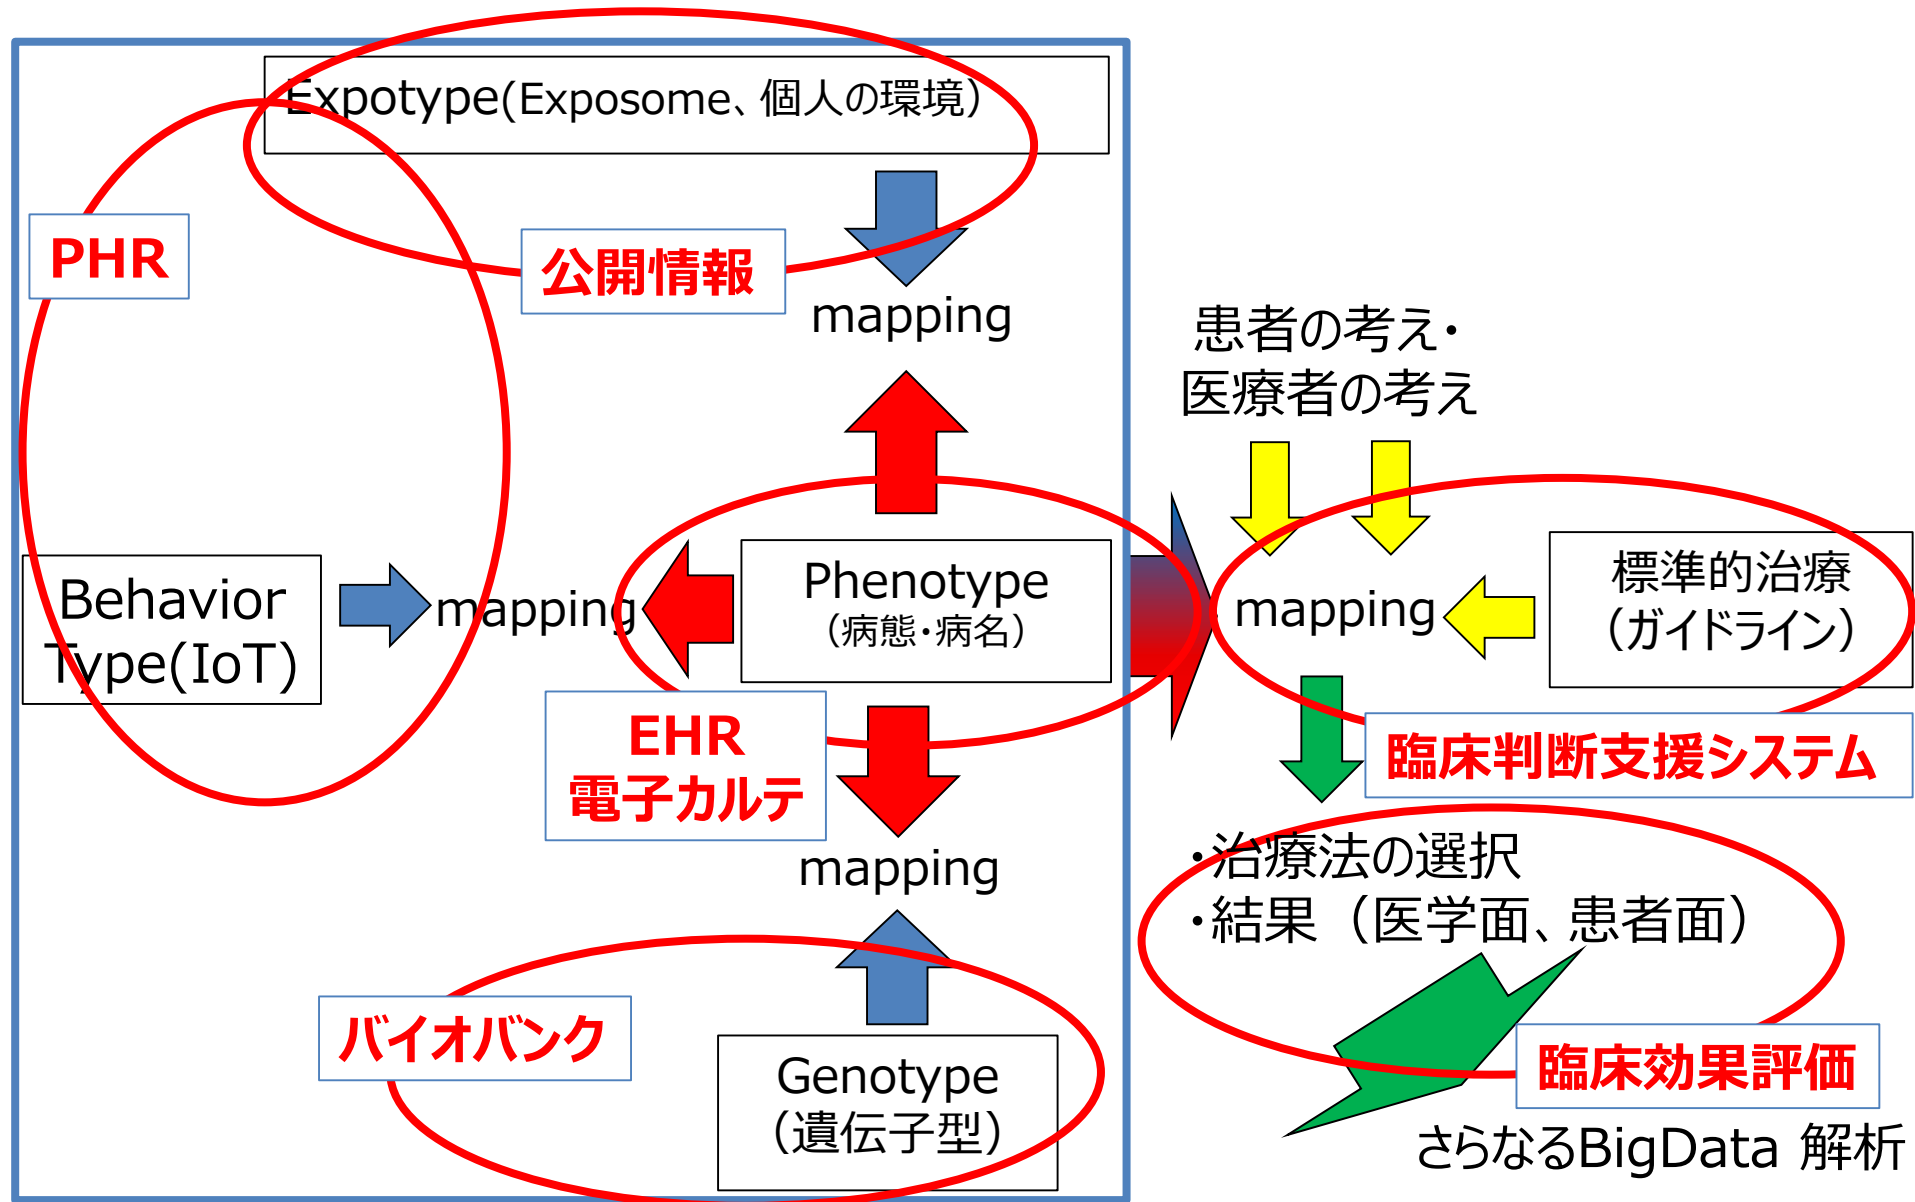 Expotype(Exposome、個人の環境）
PHR
公開情報
mapping
患者の考え・
医療者の考え
Behavior
Type(IoT)
mapping
Phenotype
（病態・病名）
mapping
標準的治療
（ガイドライン）
EHR
電子カルテ
臨床判断支援システム
mapping
・治療法の選択
・結果（医学面、患者面）
バイオバンク
Genotype
（遺伝子型）
臨床効果評価
さらなるBigData 解析